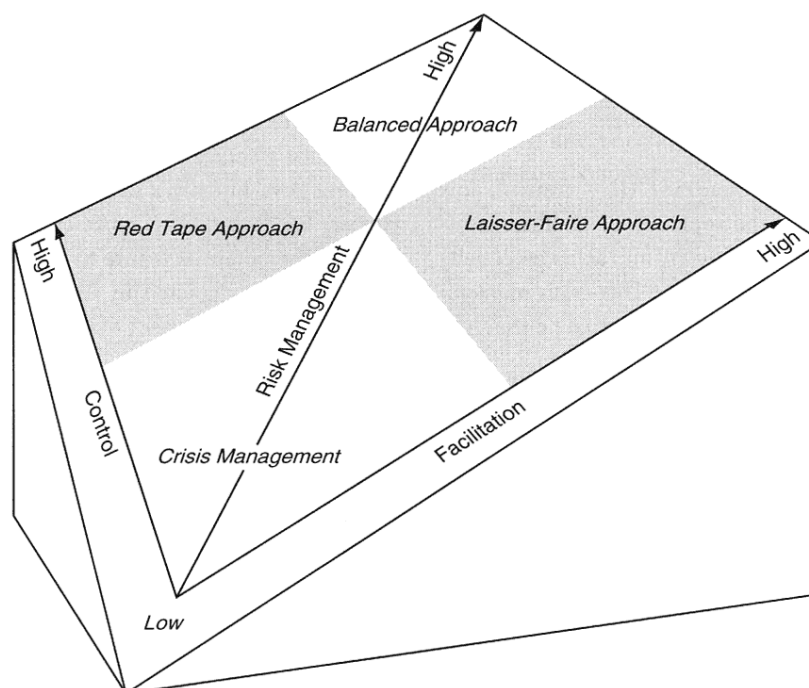 High
Balanced Approach
Red Tape Approach
Laisser-Faire Approach
High
High
Risk Management
Control
Facilitation
Crisis Management
Low